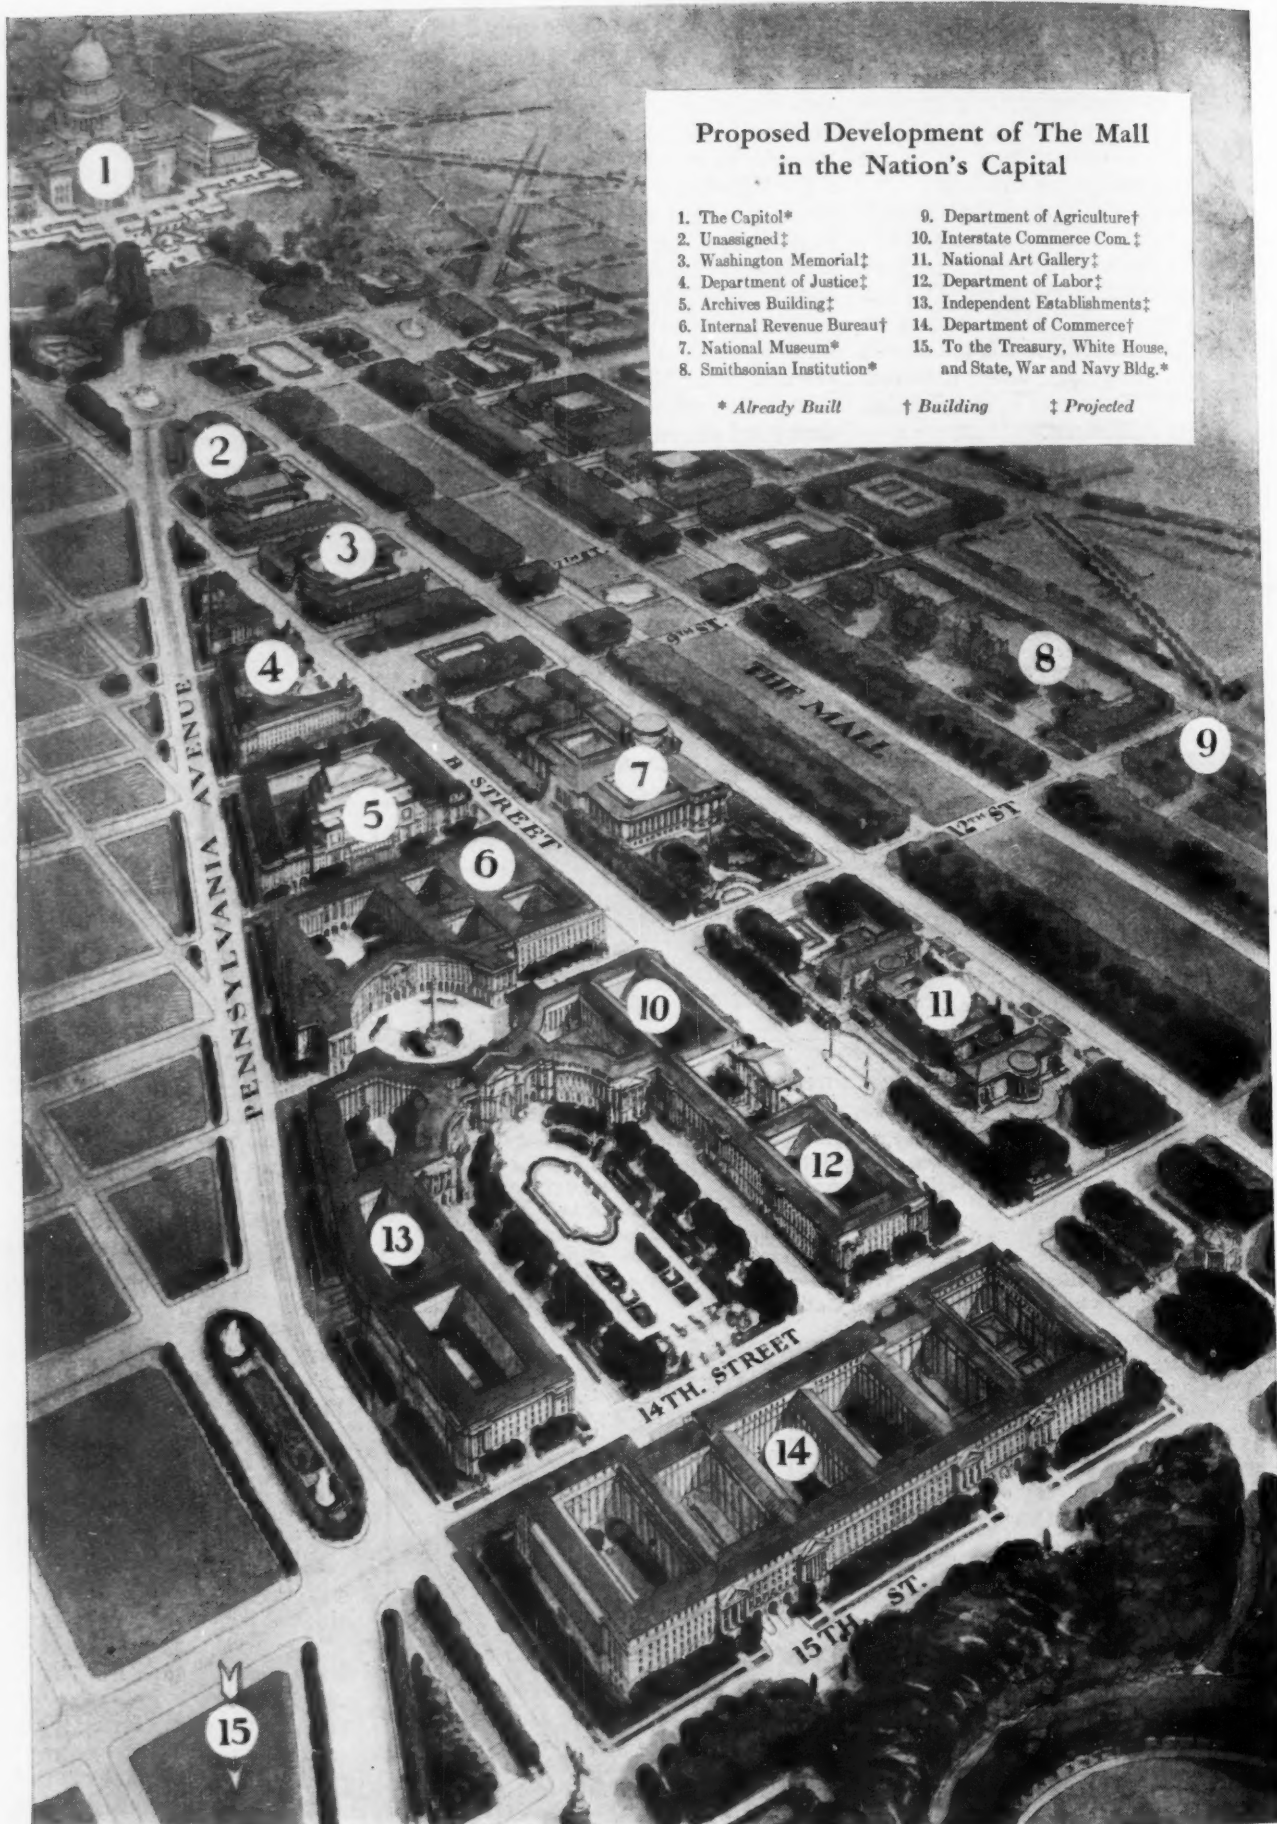 Proposed Development of The Mall
in the Nation's Capital
1. The Capitol*
2. Unassigned‡
3. Washington Memorial‡
4. Department of Justice‡
5. Archives Building‡
6. Internal Revenue Bureau†
7. National Museum*
8. Smithsonian Institution*
9. Department of Agriculture†
10. Interstate Commerce Com.‡
11. National Art Gallery‡
12. Department of Labor‡
13. Independent Establishments‡
14. Department of Commerce†
15. To the Treasury, White House,
and State, War and Navy Bldg.*
* Already Built † Building ‡ Projected
1
2
3
7TH ST.
9TH ST.
4
8
THE MALL
PENNSYLVANIA AVENUE
B STREET
7
9
5
12TH ST
6
10
11
12
13
14TH. STREET
14
15TH. ST.
15